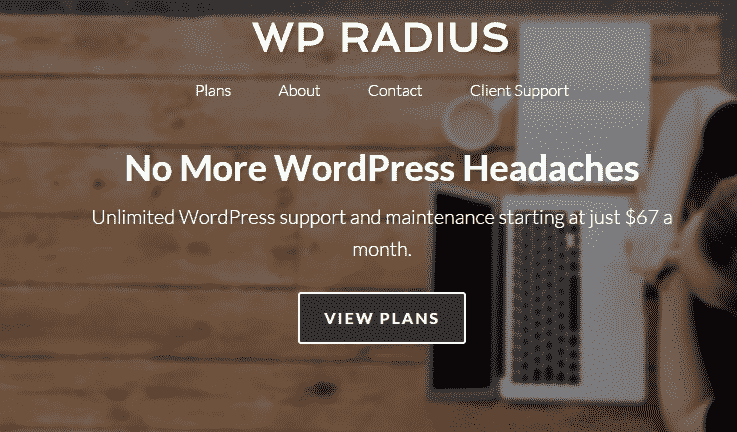 WP RADIUS
Plans About Contact Client Support
No More WordPress Headaches
Unlimited WordPress support and maintenance starting at just $67 a
month.
VIEW PLANS